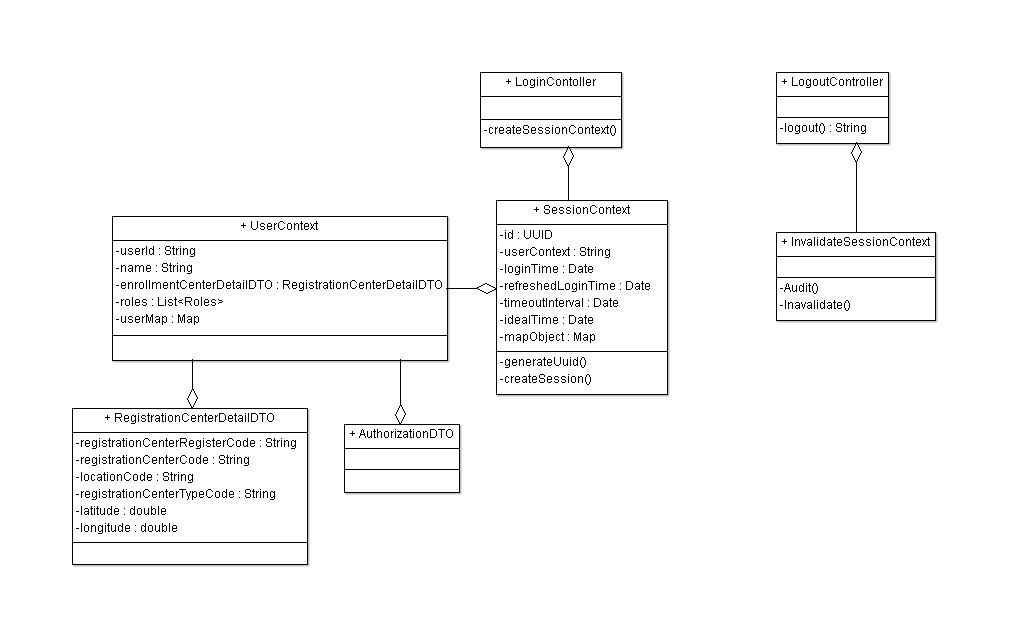 + LoginContoller
-createSessionContext()
+ LogoutController
-logout() : String
+ UserContext
-userId : String
-name : String
-enrollmentCenterDetailDTO : RegistrationCenterDetailDTO
-roles : List<Roles>
-userMap : Map
+ SessionContext
-id : UUID
-userContext : String
-loginTime : Date
-refreshedLoginTime : Date
-timeoutInterval : Date
-idealTime : Date
-mapObject : Map
-generateUuid()
-createSession()
+ InvalidateSessionContext
-Audit()
-Inavalidate()
+ RegistrationCenterDetailDTO
-registrationCenterRegisterCode : String
-registrationCenterCode : String
-locationCode : String
-registrationCenterTypeCode : String
-latitude : double
-longitude : double
+ AuthorizationDTO